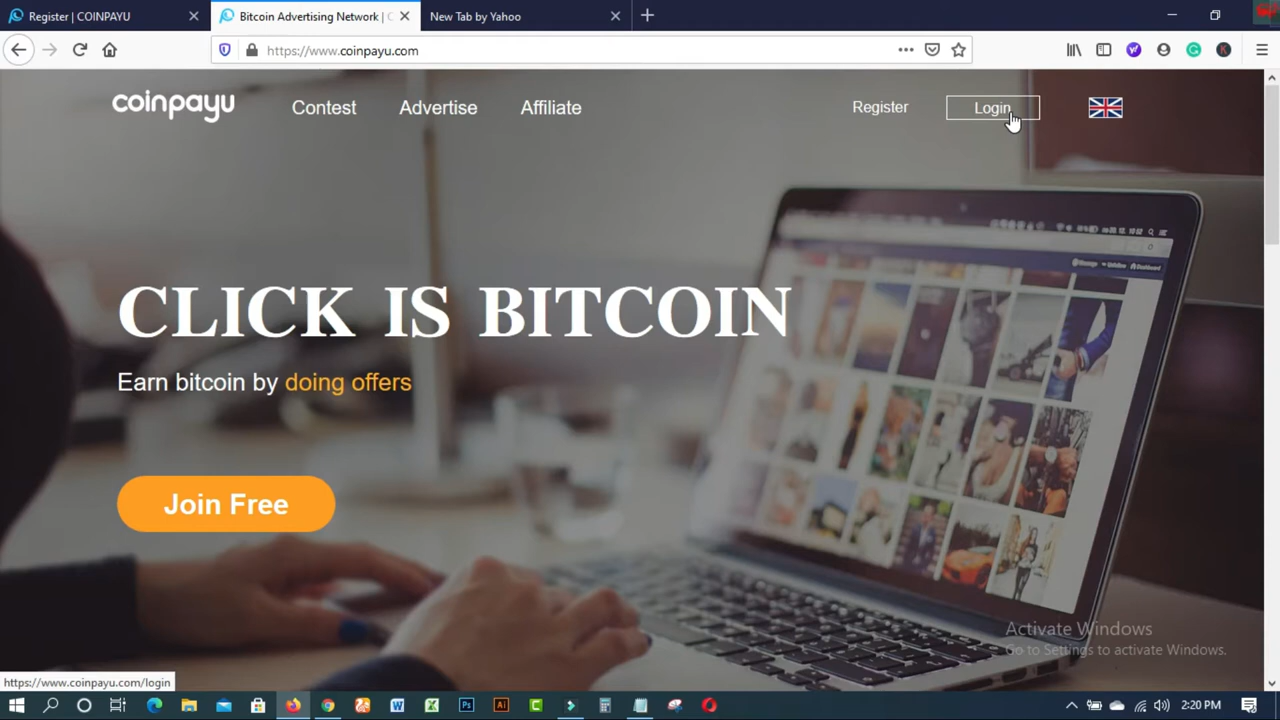 Register | COINPAYU
Bitcoin Advertising Network | C
New Tab by Yahoo
https://www.coinpayu.com
coinpayu
Contest
Advertise
Affiliate
Register
Login
CLICK IS BITCOIN
Earn bitcoin by doing offers
Join Free
Activate Windows
Go to Settings to activate Windows.
https://www.coinpayu.com/login
2:20 PM